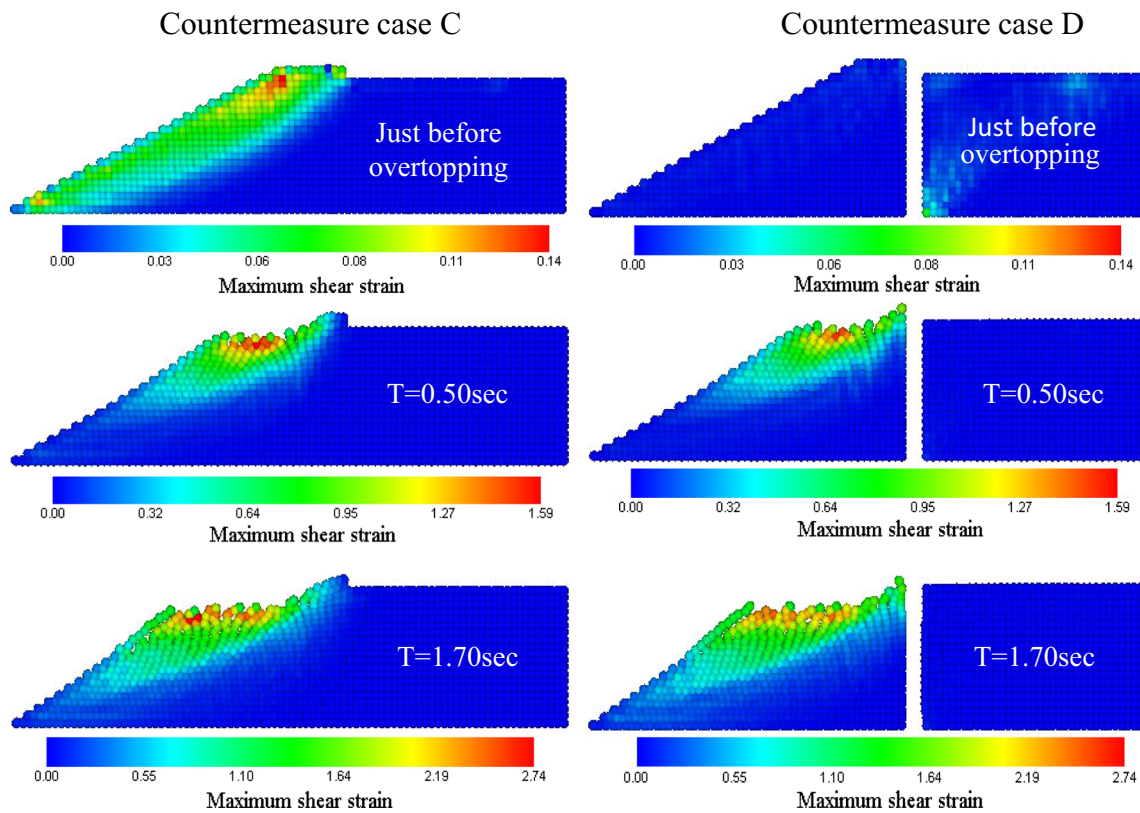 Countermeasure case C
Countermeasure case D
Just before
overtopping
Just before
overtopping
0.00 0.03 0.06 0.08 0.11 0.14
Maximum shear strain
0.00 0.03 0.06 0.08 0.11 0.14
Maximum shear strain
T=0.50sec
T=0.50sec
0.00 0.32 0.64 0.95 1.27 1.59
Maximum shear strain
0.00 0.32 0.64 0.95 1.27 1.59
Maximum shear strain
T=1.70sec
T=1.70sec
0.00 0.55 1.10 1.64 2.19 2.74
Maximum shear strain
0.00 0.55 1.10 1.64 2.19 2.74
Maximum shear strain